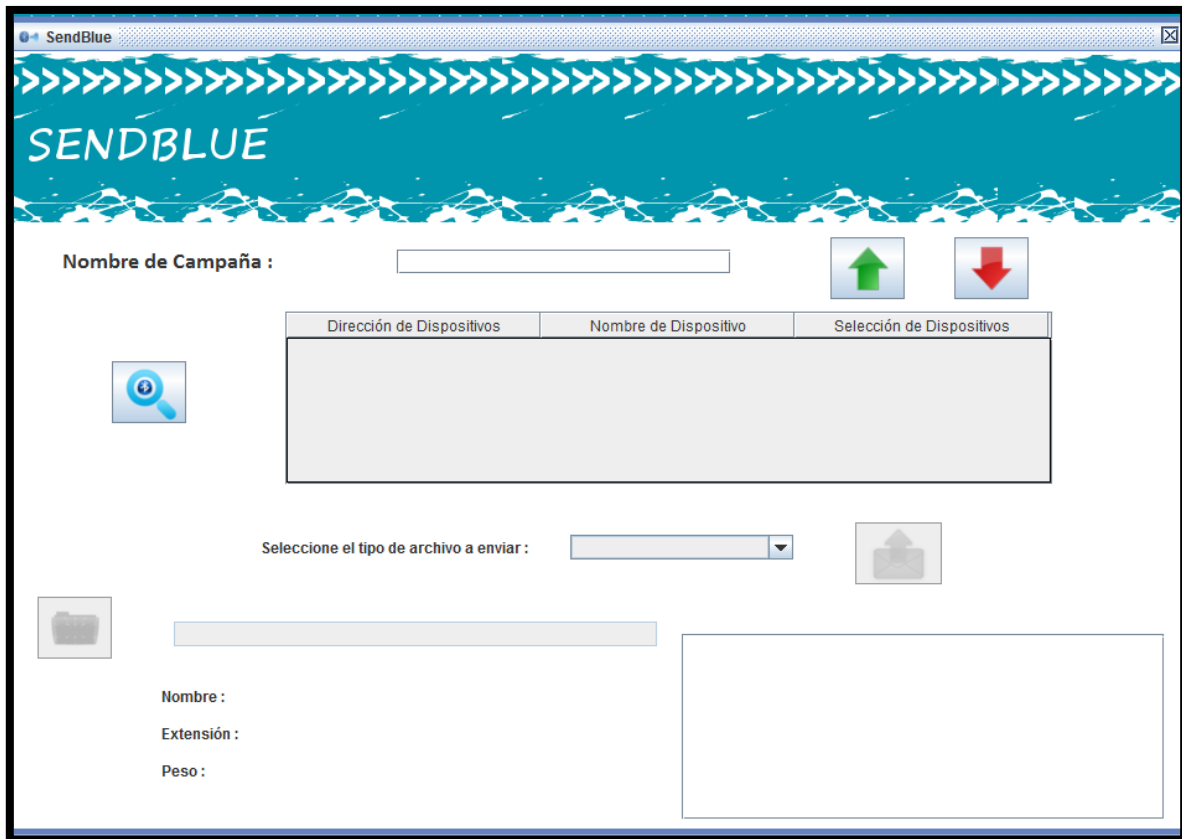 SendBlue
SENDBLUE
Nombre de Campaña :
Dirección de Dispositivos Nombre de Dispositivo Selección de Dispositivos
Seleccione el tipo de archivo a enviar :
Nombre :
Extensión :
Peso :